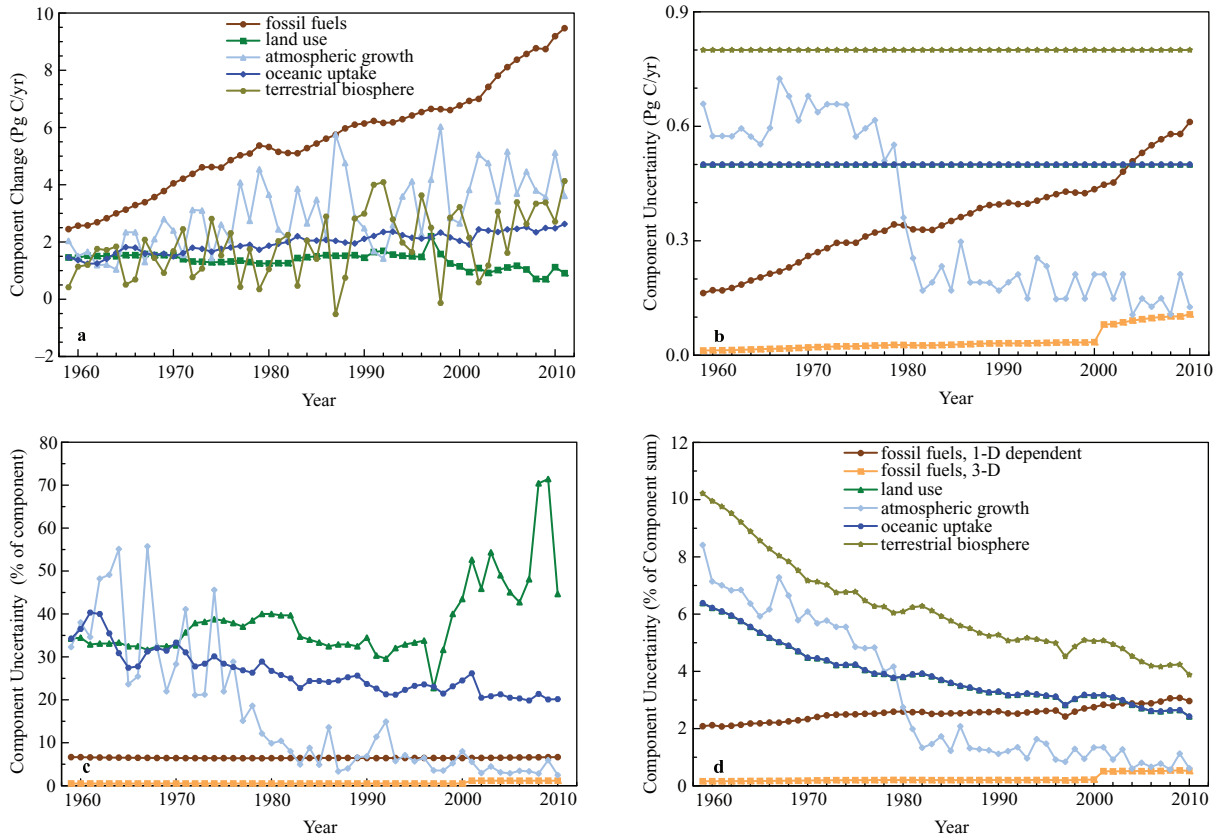 10
8
6
4
2
0
−2
Component Change (Pg C/yr)
fossil fuels
land use
atmospheric growth
oceanic uptake
terrestrial biosphere
a
1960 1970 1980 1990 2000 2010
Year
0.9
0.6
0.3
0.0
Component Uncertainty (Pg C/yr)
b
1960 1970 1980 1990 2000 2010
Year
80
70
60
50
40
30
20
10
0
Component Uncertainty (% of component)
c
1960 1970 1980 1990 2000 2010
Year
12
10
8
6
4
2
0
Component Uncertainty (% of Component sum)
fossil fuels, 1-D dependent
fossil fuels, 3-D
land use
atmospheric growth
oceanic uptake
terrestrial biosphere
d
1960 1970 1980 1990 2000 2010
Year